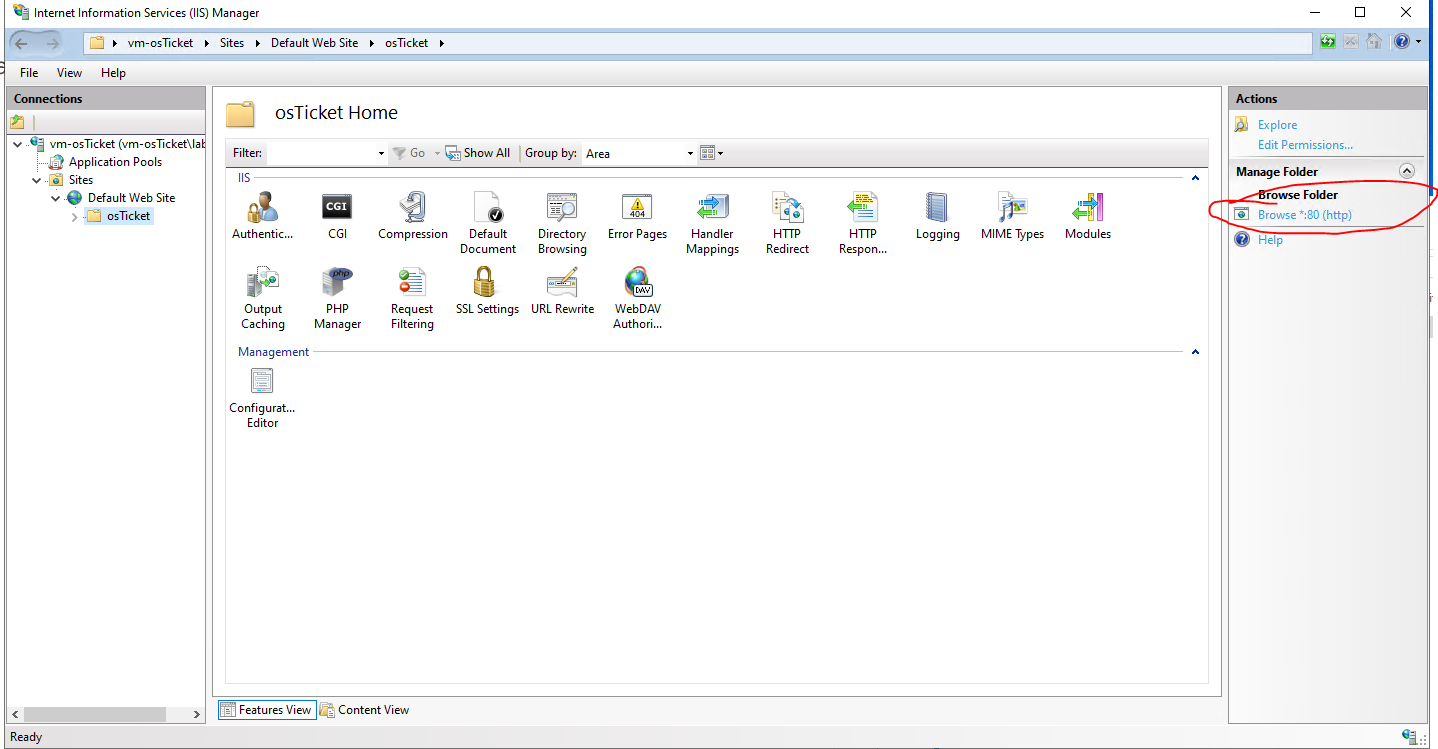 Internet Information Services (IIS) Manager
vm-osTicket
Sites
Default Web Site
osTicket
File
View
Help
Connections
vm-osTicket (vm-osTicket\lab
Application Pools
Sites
Default Web Site
osTicket
osTicket Home
Filter:
Go
Show All
Group by:
Area
IIS
Authentic...
CGI
CGI
Compression
Default
Document
Directory
Browsing
404
Error Pages
Handler
Mappings
HTTP
Redirect
HTTP
Respon...
Logging
MIME Types
Modules
Output
Caching
php
PHP
Manager
Request
Filtering
SSL Settings
URL Rewrite
DAV
WebDAV
Authori...
Management
Configurat...
Editor
Features View
Content View
Actions
Explore
Edit Permissions...
Manage Folder
Browse Folder
Browse *:80 (http)
Help
Ready